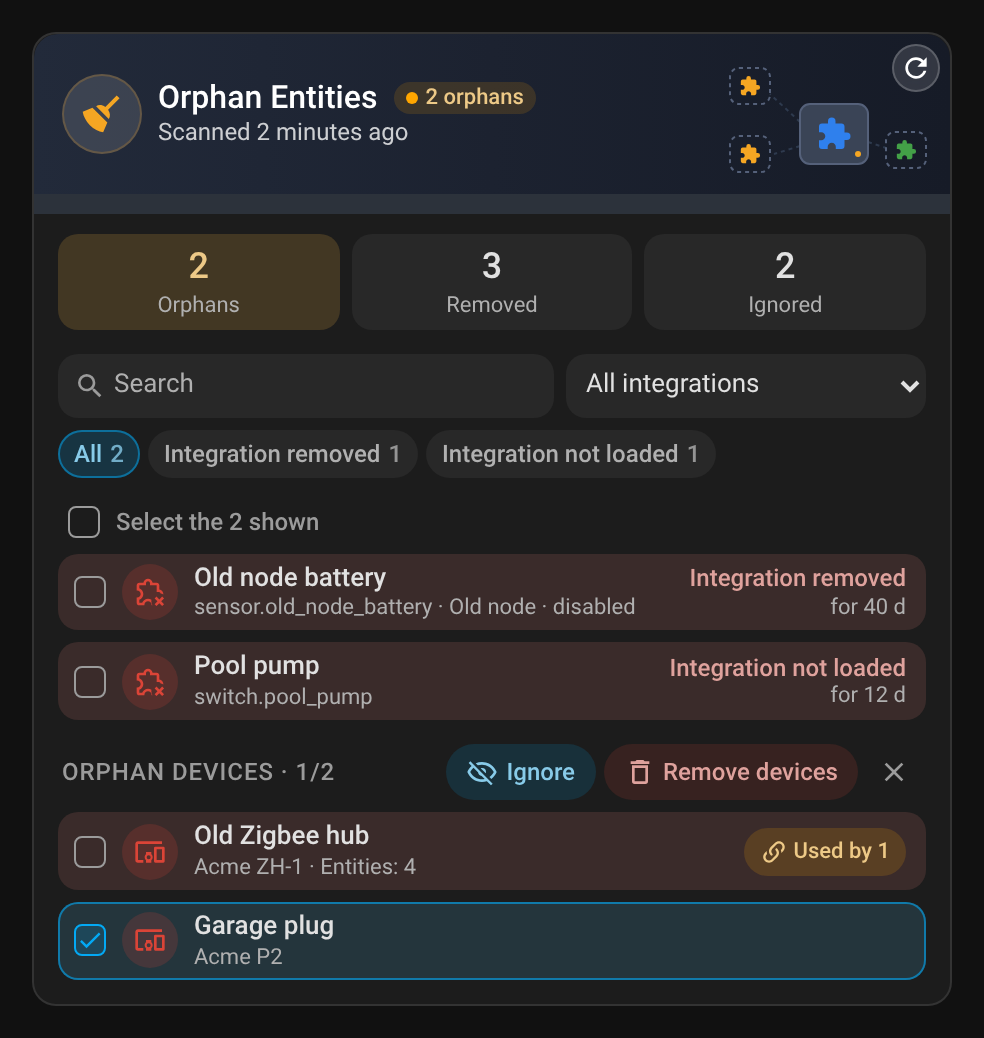 Orphan Entities
2 orphans
Scanned 2 minutes ago
2
Orphans
3
Removed
2
Ignored
Search
All integrations
All 2
Integration removed 1
Integration not loaded 1
Select the 2 shown
Old node battery
Integration removed
sensor.old_node_battery · Old node · disabled
for 40 d
Pool pump
Integration not loaded
switch.pool_pump
for 12 d
ORPHAN DEVICES · 1/2
Ignore
Remove devices
Old Zigbee hub
Acme ZH-1 · Entities: 4
Used by 1
Garage plug
Acme P2